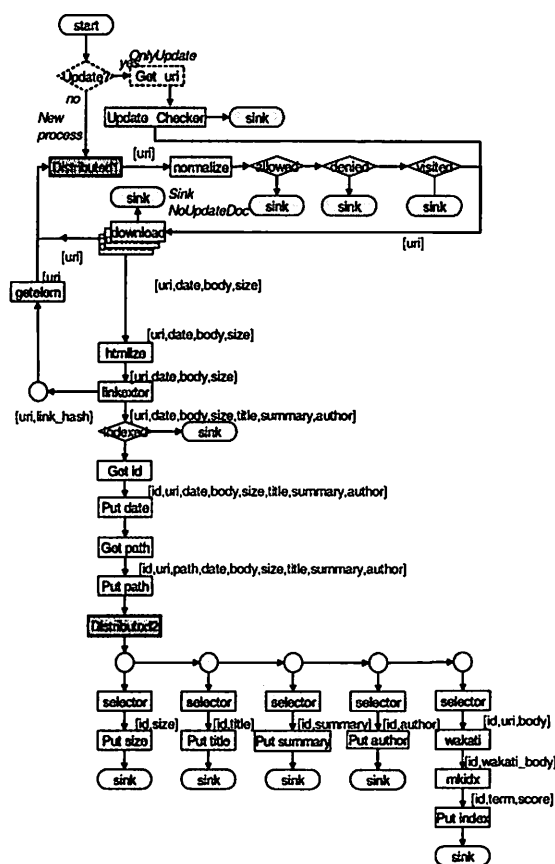 start
OnlyUpdate
yes
Update?
Get uri
no
Update Checker
sink
New
process
[uri]
Distributed1
normalize
allowed
denied
visited
sink
Sink
sink
sink
sink
NoUpdateDoc
download
[uri]
[uri]
[uri
getelem
[uri,date,body,size]
[uri,date,body,size]
htmlize
[uri,date,body,size]
linkextor
{uri,link_hash}
[uri,date,body,size,title,summary,author]
indexed
sink
Get id
[id,uri,date,body,size,title,summary,author]
Put date
Get path
[id,uri,path,date,body,size,title,summary,author]
Put path
Distributed2
selector
selector
selector
selector
selector
[id,size]
[id,title]
[id,summary]
[id,author]
[id,uri,body]
Put size
Put title
Put summary
Put author
wakati
[id,wakati_body]
sink
sink
sink
sink
mkidx
[id,term,score]
Put index
sink